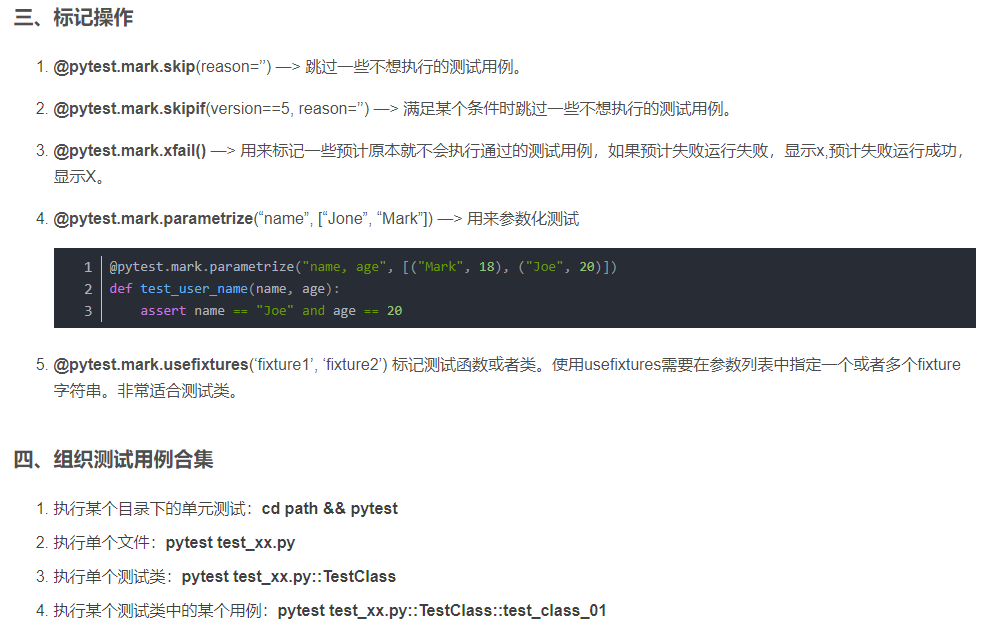 三、标记操作
1. @pytest.mark.skip(reason=”) —> 跳过一些不想执行的测试用例。
2. @pytest.mark.skipif(version==5, reason=”) —> 满足某个条件时跳过一些不想执行的测试用例。
3. @pytest.mark.xfail() —> 用来标记一些预计原本就不会执行通过的测试用例，如果预计失败运行失败，显示x,预计失败运行成功，
显示X。
4. @pytest.mark.parametrize(“name”, [“Jone”, “Mark”]) —> 用来参数化测试
1 @pytest.mark.parametrize("name, age", [("Mark", 18), ("Joe", 20)])
2 def test_user_name(name, age):
3     assert name == "Joe" and age == 20
5. @pytest.mark.usefixtures(‘fixture1’, ‘fixture2’) 标记测试函数或者类。使用usefixtures需要在参数列表中指定一个或者多个fixture
字符串。非常适合测试类。
四、组织测试用例合集
1. 执行某个目录下的单元测试：cd path && pytest
2. 执行单个文件：pytest test_xx.py
3. 执行单个测试类：pytest test_xx.py::TestClass
4. 执行某个测试类中的某个用例：pytest test_xx.py::TestClass::test_class_01